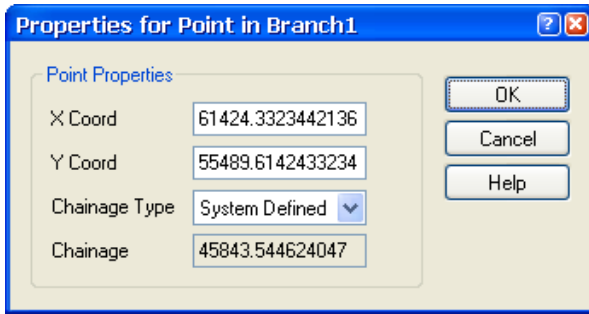 Properties for Point in Branch1
Point Properties
X Coord 61424.3323442136
Y Coord 55489.6142433234
Chainage Type System Defined
Chainage 45843.544624047
OK
Cancel
Help